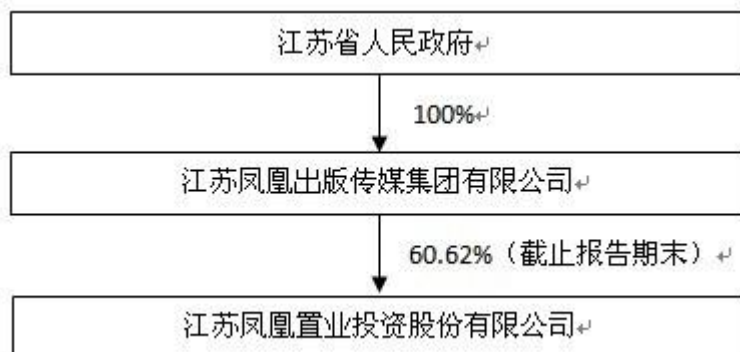 江苏省人民政府
100%
江苏凤凰出版传媒集团有限公司
60.62%（截止报告期末）
江苏凤凰置业投资股份有限公司